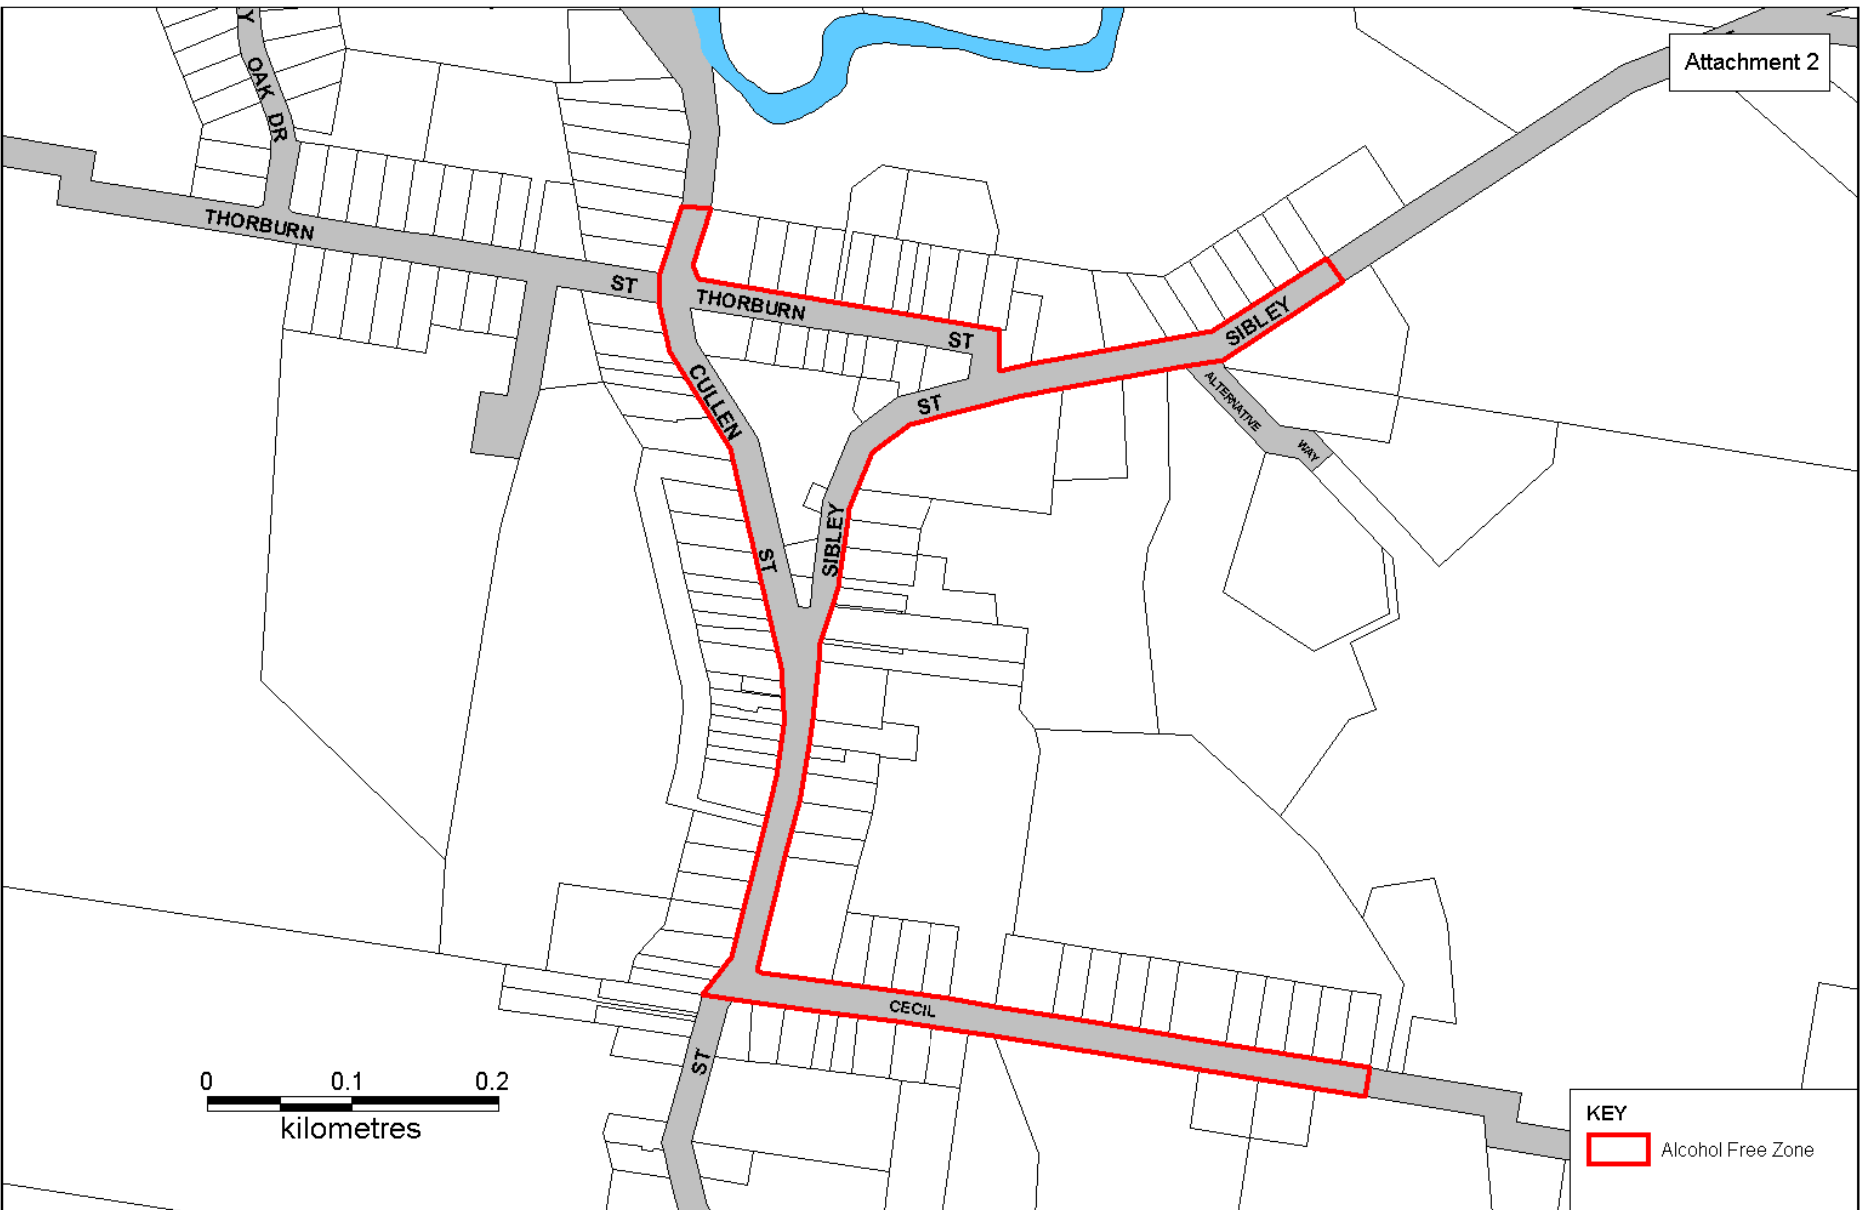 Y
OAK DR
Attachment 2
THORBURN
ST
THORBURN
ST
SIBLEY
CULLEN
ST
ALTERNATIVE
WAY
ST
SIBLEY
CECIL
ST
0 0.1 0.2
kilometres
KEY
Alcohol Free Zone